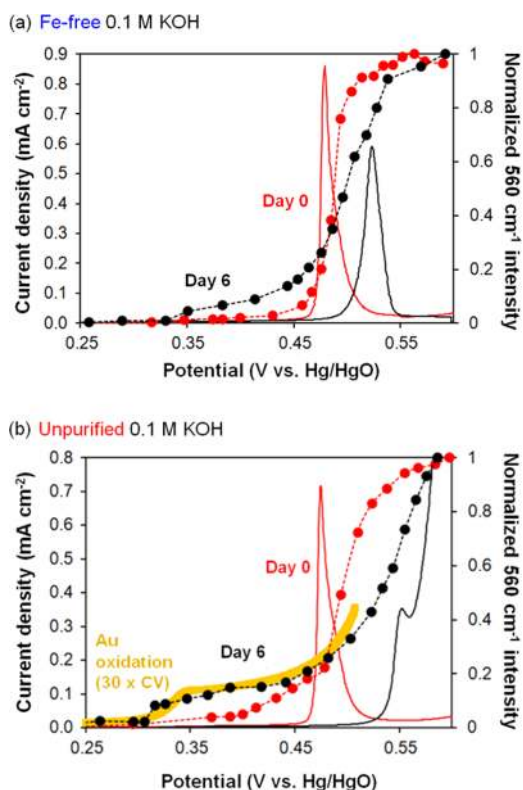 (a) Fe-free 0.1 M KOH
Current density (mA cm⁻²)
0.9
0.8
0.7
0.6
0.5
0.4
0.3
0.2
0.1
0.0
Day 0
Day 6
1
0.8
0.6
0.4
0.2
0
Normalized 560 cm⁻¹ intensity
0.25 0.35 0.45 0.55
Potential (V vs. Hg/HgO)
(b) Unpurified 0.1 M KOH
Current density (mA cm⁻²)
0.8
0.7
0.6
0.5
0.4
0.3
0.2
0.1
0.0
Day 0
Au
oxidation
(30 x CV)
Day 6
1
0.8
0.6
0.4
0.2
0
Normalized 560 cm⁻¹ intensity
0.25 0.35 0.45 0.55
Potential (V vs. Hg/HgO)